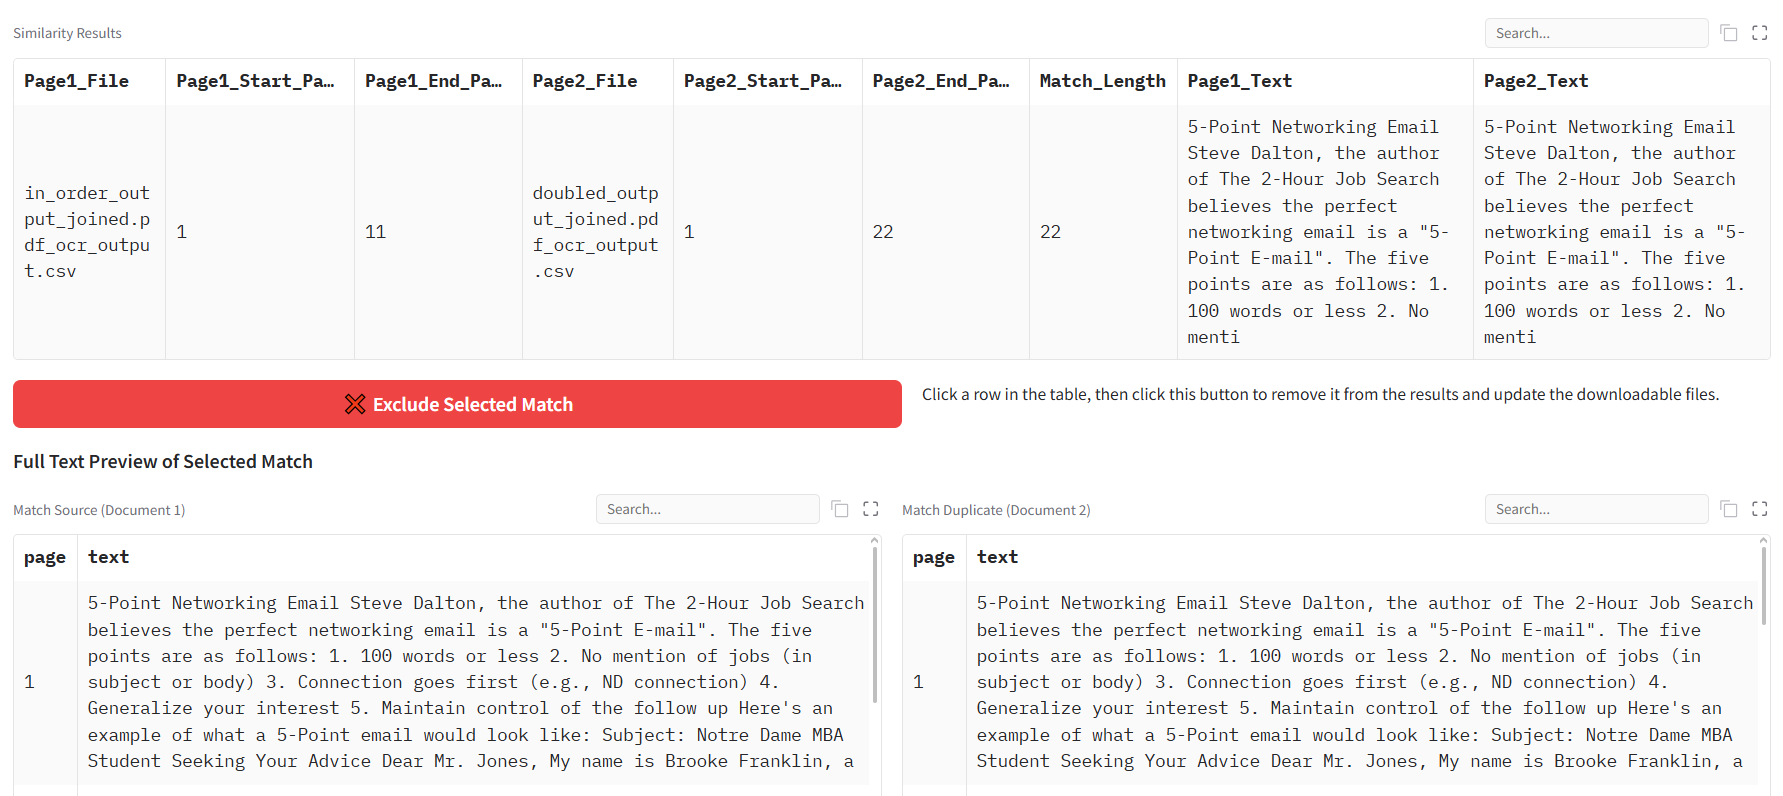 Similarity Results
Search...
Page1_File Page1_Start_Pa… Page1_End_Pa… Page2_File Page2_Start_Pa… Page2_End_Pa… Match_Length Page1_Text Page2_Text
in_order_out
put_joined.p
df_ocr_outpu
t.csv
1
11
doubled_outp
ut_joined.pd
f_ocr_output
.csv
1
22
22
5-Point Networking Email
Steve Dalton, the author
of The 2-Hour Job Search
believes the perfect
networking email is a "5-
Point E-mail". The five
points are as follows: 1.
100 words or less 2. No
menti
5-Point Networking Email
Steve Dalton, the author
of The 2-Hour Job Search
believes the perfect
networking email is a "5-
Point E-mail". The five
points are as follows: 1.
100 words or less 2. No
menti
Exclude Selected Match
Click a row in the table, then click this button to remove it from the results and update the downloadable files.
Full Text Preview of Selected Match
Match Source (Document 1)
Search...
page text
1
5-Point Networking Email Steve Dalton, the author of The 2-Hour Job Search
believes the perfect networking email is a "5-Point E-mail". The five
points are as follows: 1. 100 words or less 2. No mention of jobs (in
subject or body) 3. Connection goes first (e.g., ND connection) 4.
Generalize your interest 5. Maintain control of the follow up Here's an
example of what a 5-Point email would look like: Subject: Notre Dame MBA
Student Seeking Your Advice Dear Mr. Jones, My name is Brooke Franklin, a
Match Duplicate (Document 2)
Search...
page text
1
5-Point Networking Email Steve Dalton, the author of The 2-Hour Job Search
believes the perfect networking email is a "5-Point E-mail". The five
points are as follows: 1. 100 words or less 2. No mention of jobs (in
subject or body) 3. Connection goes first (e.g., ND connection) 4.
Generalize your interest 5. Maintain control of the follow up Here's an
example of what a 5-Point email would look like: Subject: Notre Dame MBA
Student Seeking Your Advice Dear Mr. Jones, My name is Brooke Franklin, a